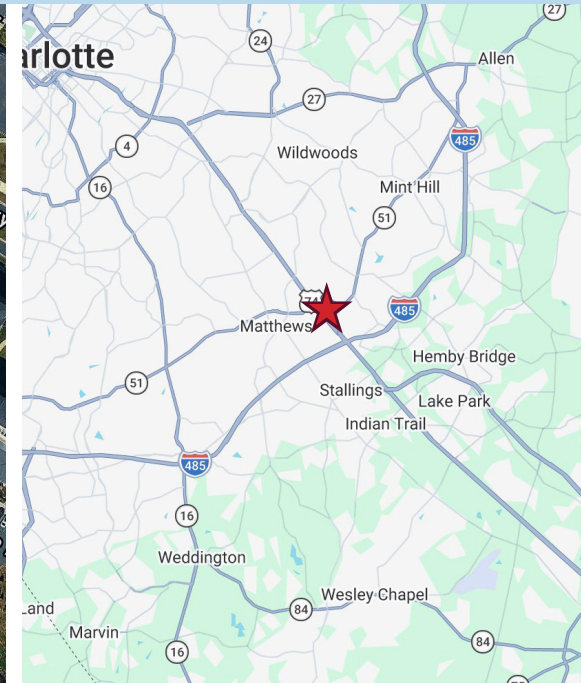 27
24
Allen
arlotte
27
485
4
Wildwoods
Mint Hill
16
51
74
485
Matthews
Hemby Bridge
51
Stallings
Lake Park
Indian Trail
485
16
Weddington
Wesley Chapel
84
Land
Marvin
84
16